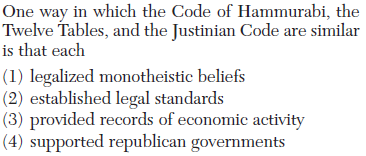 One way in which the Code of Hammurabi, the
Twelve Tables, and the Justinian Code are similar
is that each
(1) legalized monotheistic beliefs
(2) established legal standards
(3) provided records of economic activity
(4) supported republican governments